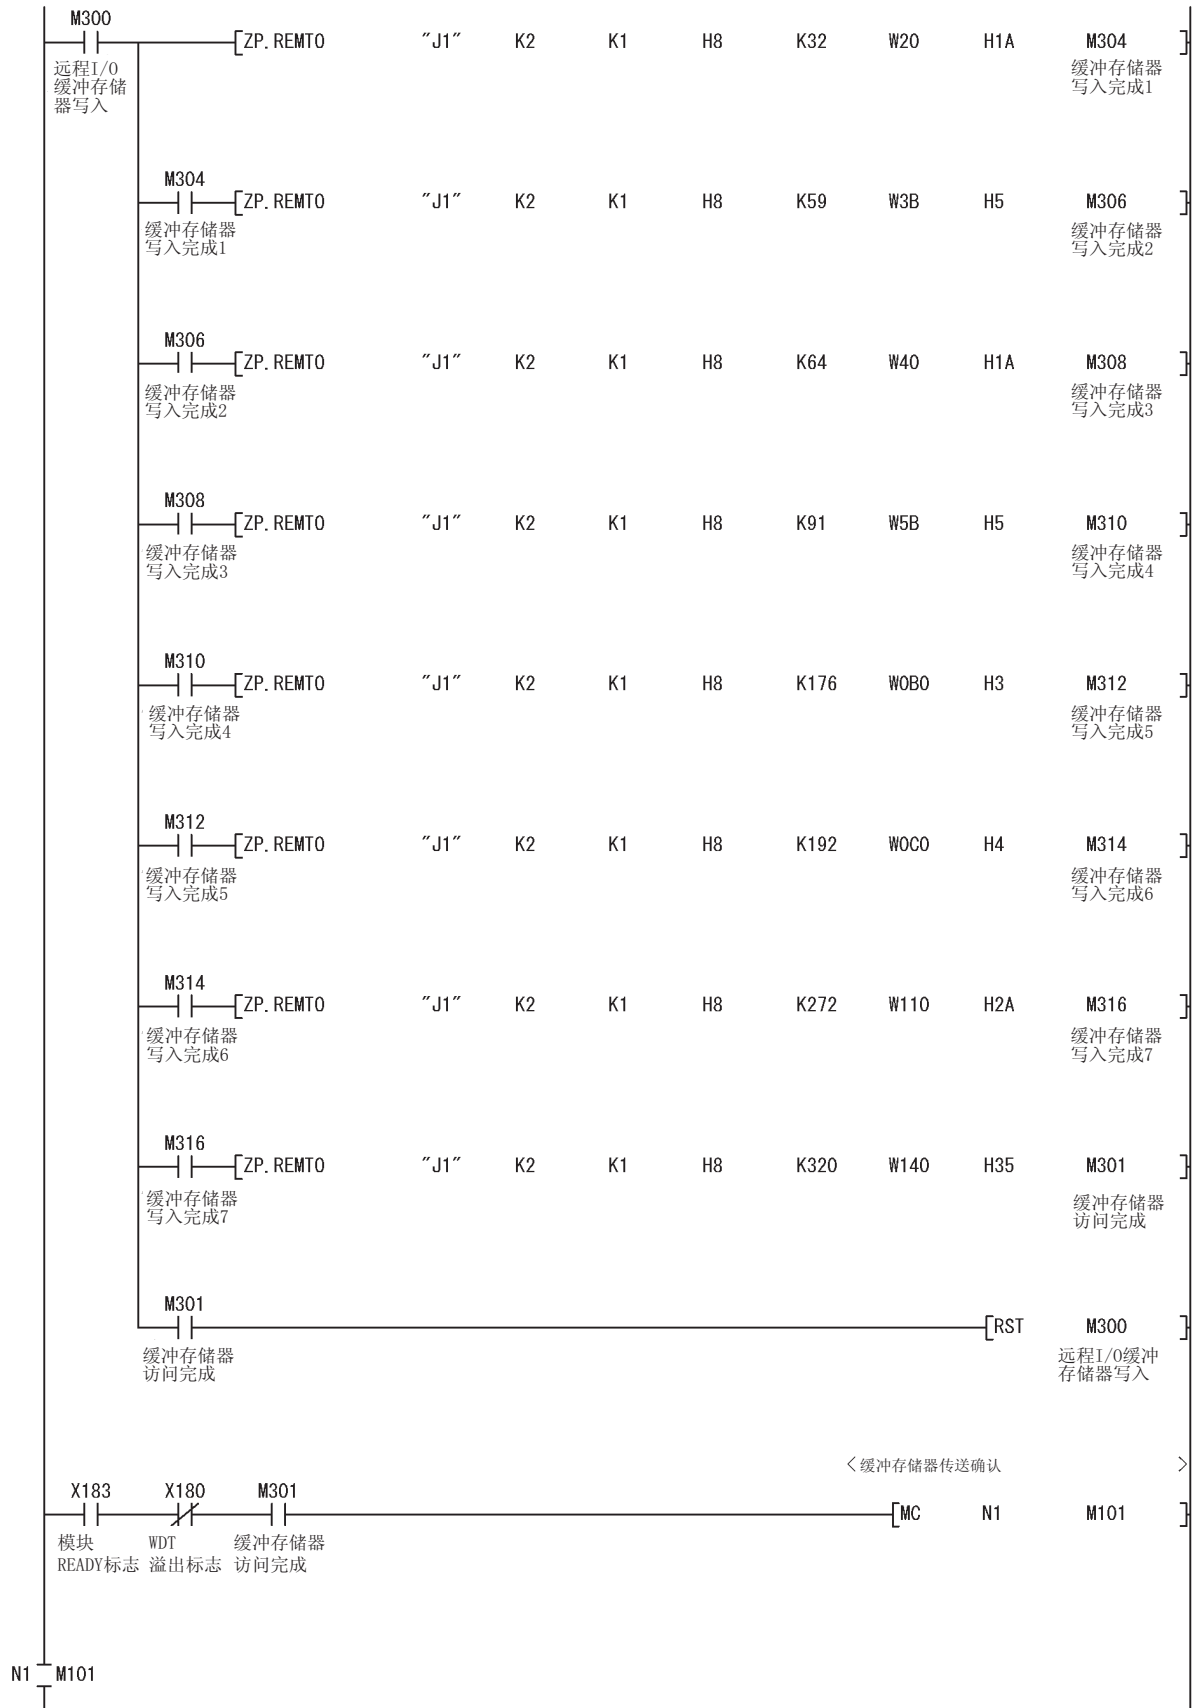 M300
[ZP.REMTO "J1" K2 K1 H8 K32 W20 H1A M304 ]
远程I/O
缓冲存储
器写入
缓冲存储器
写入完成1
M304
[ZP.REMTO "J1" K2 K1 H8 K59 W3B H5 M306 ]
缓冲存储器
写入完成1
缓冲存储器
写入完成2
M306
[ZP.REMTO "J1" K2 K1 H8 K64 W40 H1A M308 ]
缓冲存储器
写入完成2
缓冲存储器
写入完成3
M308
[ZP.REMTO "J1" K2 K1 H8 K91 W5B H5 M310 ]
缓冲存储器
写入完成3
缓冲存储器
写入完成4
M310
[ZP.REMTO "J1" K2 K1 H8 K176 W0B0 H3 M312 ]
缓冲存储器
写入完成4
缓冲存储器
写入完成5
M312
[ZP.REMTO "J1" K2 K1 H8 K192 W0C0 H4 M314 ]
缓冲存储器
写入完成5
缓冲存储器
写入完成6
M314
[ZP.REMTO "J1" K2 K1 H8 K272 W110 H2A M316 ]
缓冲存储器
写入完成6
缓冲存储器
写入完成7
M316
[ZP.REMTO "J1" K2 K1 H8 K320 W140 H35 M301 ]
缓冲存储器
写入完成7
缓冲存储器
访问完成
M301
[RST M300 ]
缓冲存储器
访问完成
远程I/O缓冲
存储器写入
<缓冲存储器传送确认 >
X183 X180 M301
[MC N1 M101 ]
模块
READY标志
WDT
溢出标志
缓冲存储器
访问完成
N1 M101